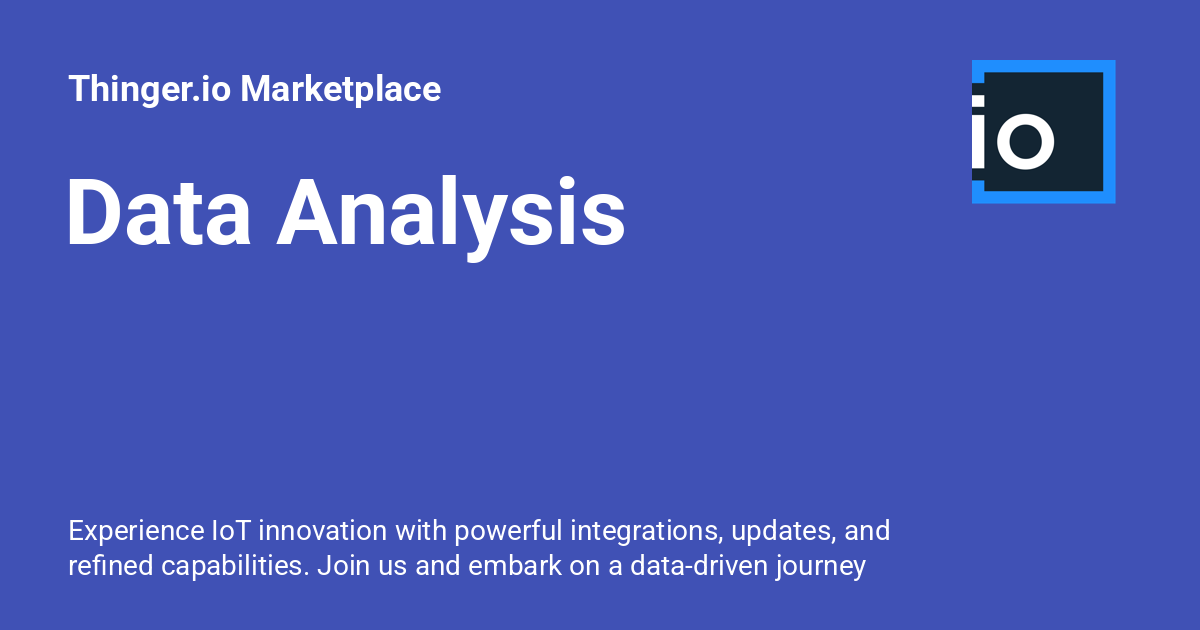 Thinger.io Marketplace
io
Data Analysis
Experience IoT innovation with powerful integrations, updates, and
refined capabilities. Join us and embark on a data-driven journey